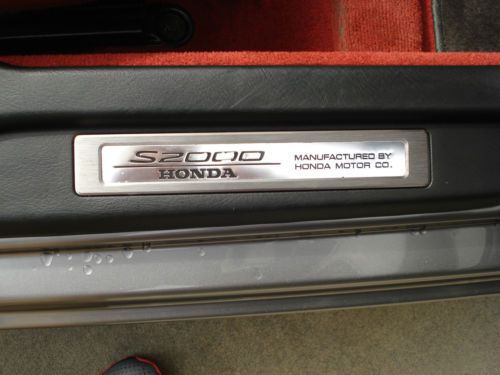 S2000
HONDA
MANUFACTURED BY
HONDA MOTOR CO.